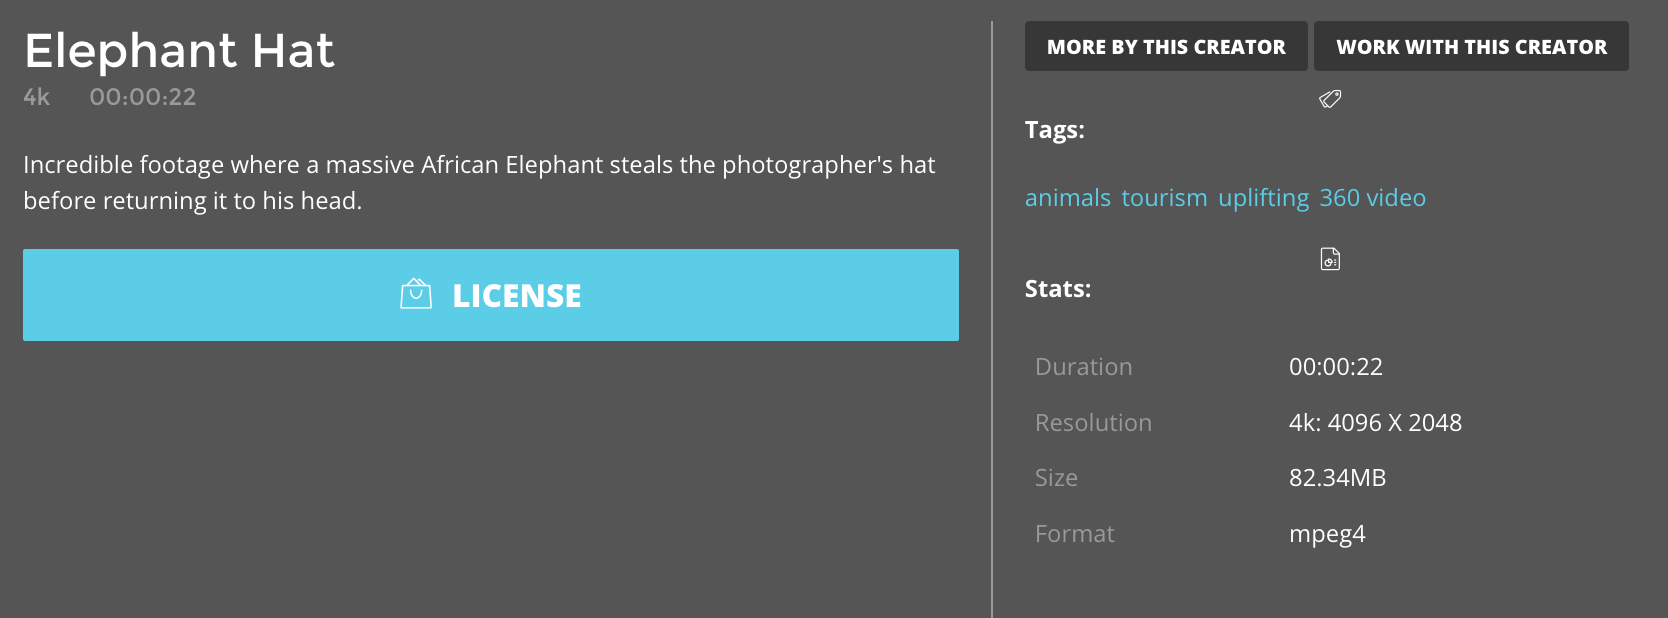 Elephant Hat
4k 00:00:22
Incredible footage where a massive African Elephant steals the photographer's hat
before returning it to his head.
LICENSE
MORE BY THIS CREATOR
WORK WITH THIS CREATOR
Tags:
animals tourism uplifting 360 video
Stats:
Duration 00:00:22
Resolution 4k: 4096 X 2048
Size 82.34MB
Format mpeg4